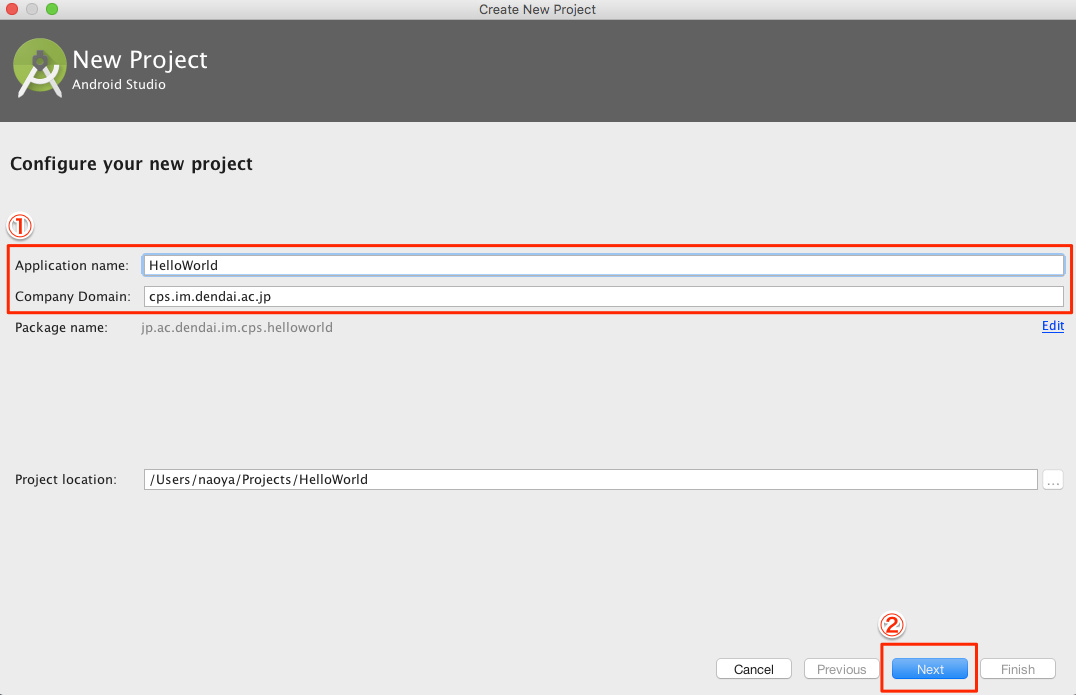 Create New Project
New Project
Android Studio
Configure your new project
①
Application name: HelloWorld
Company Domain: cps.im.dendai.ac.jp
Package name: jp.ac.dendai.im.cps.helloworld Edit
Project location: /Users/naoya/Projects/HelloWorld ...
②
Cancel Previous Next Finish